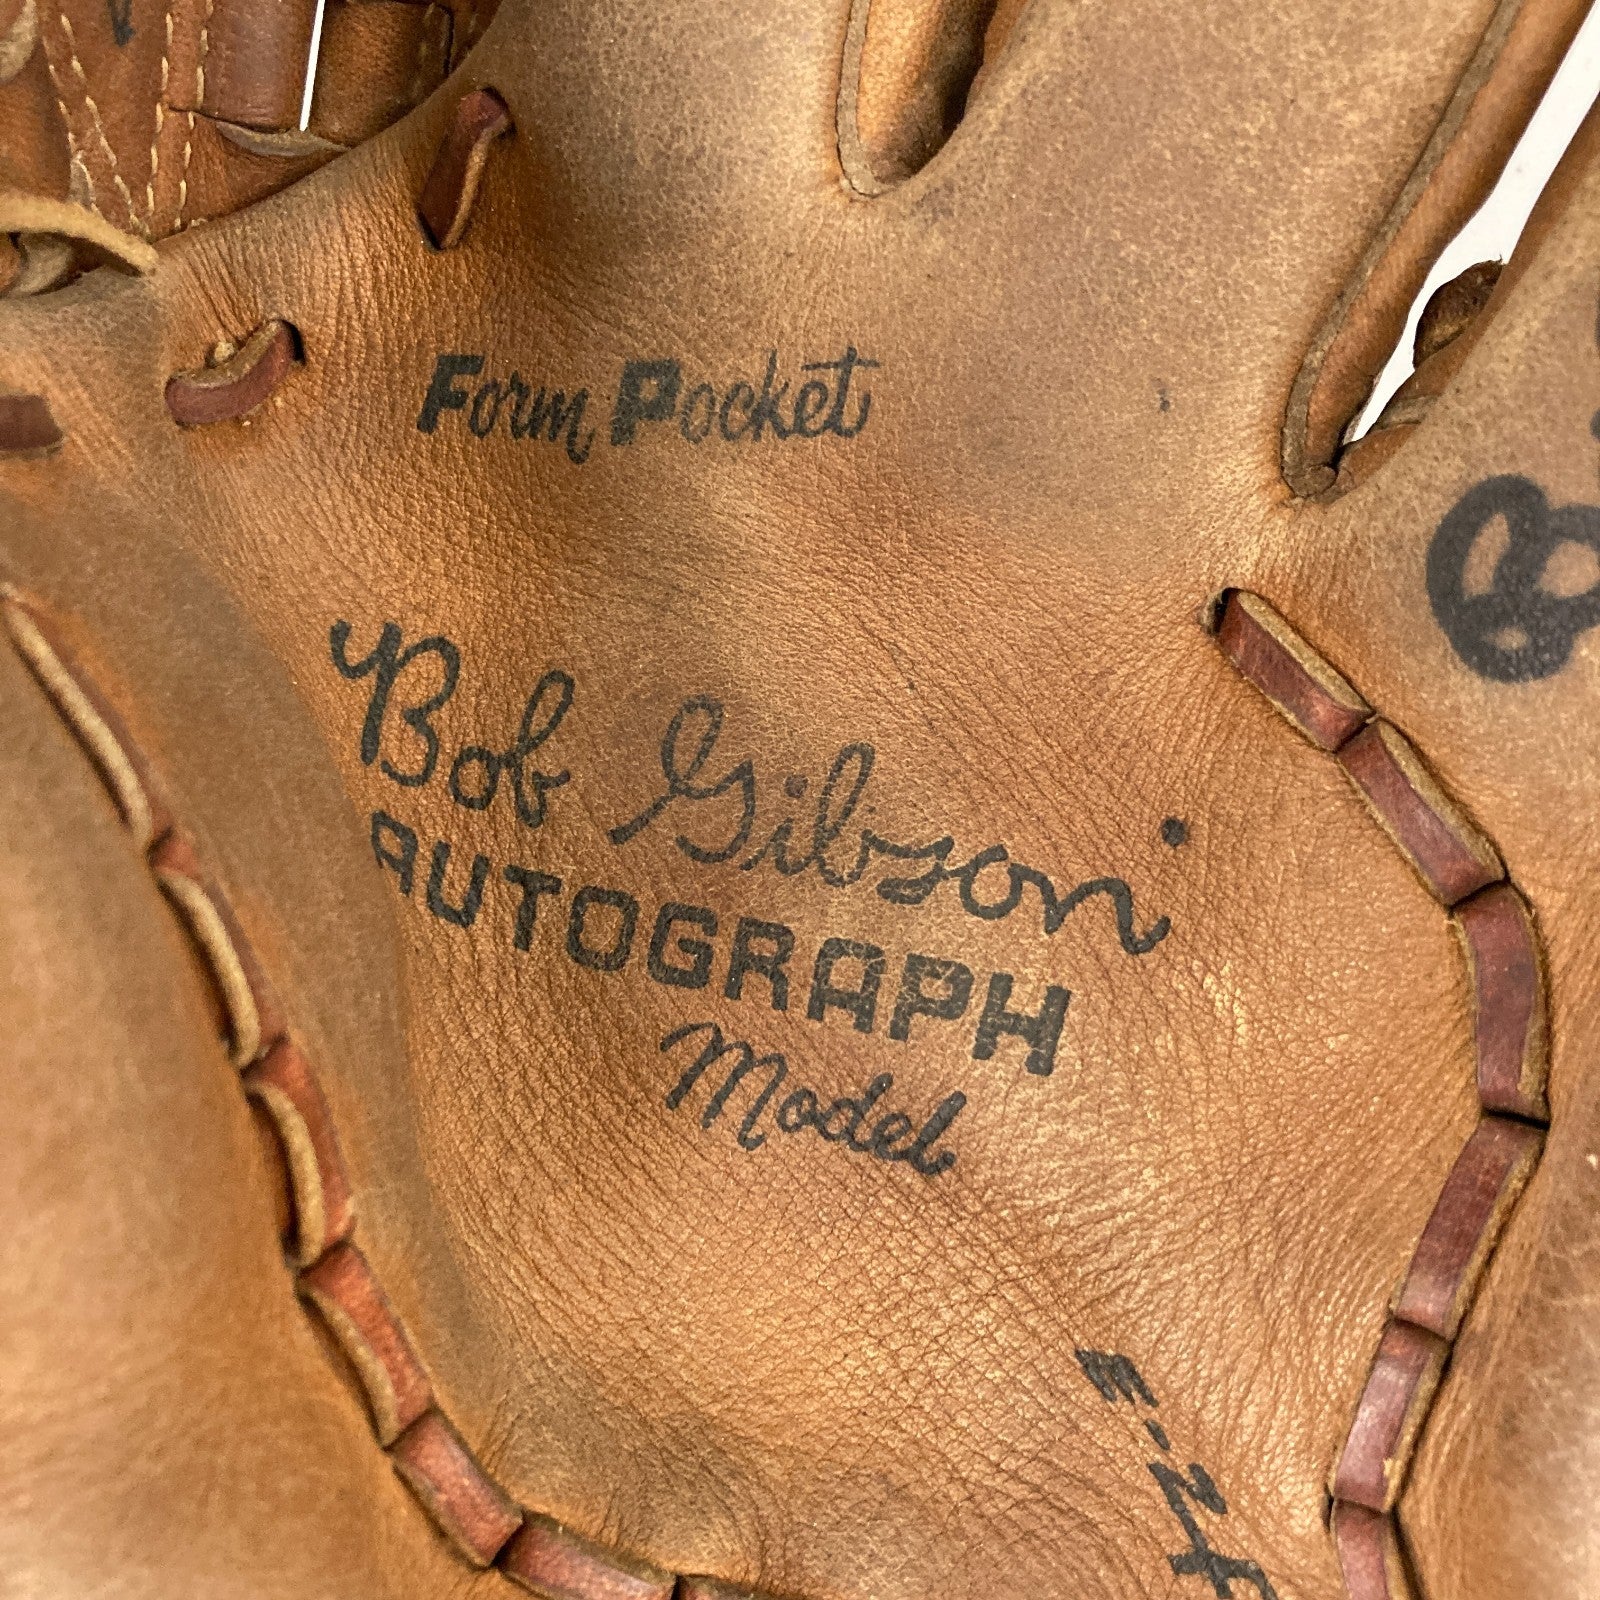 Form Pocket
Bob Gibson
AUTOGRAPH
Model